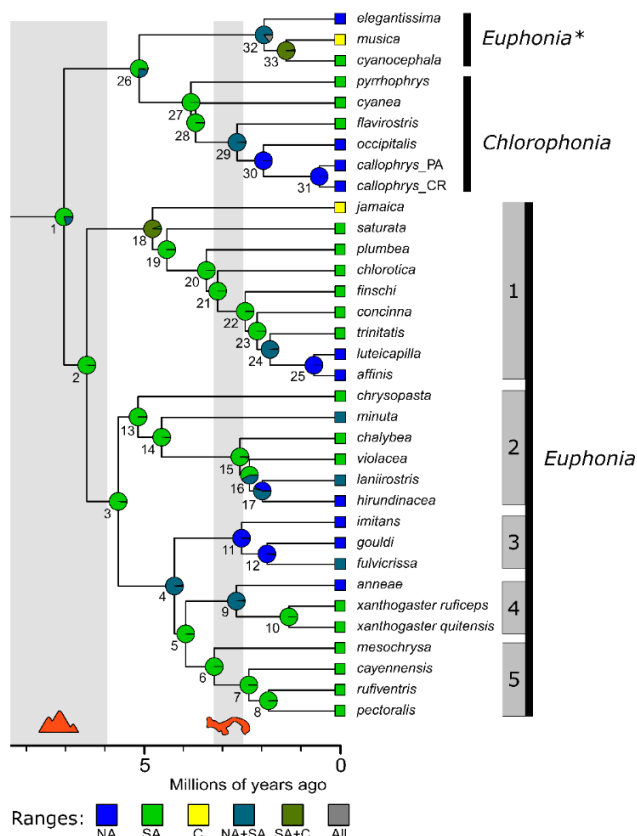 elegantissima
32
musica
Euphonia*
33
cyanocephala
26
pyrrhophrys
27
cyanea
28
flavirostris
Chlorophonia
29
occipitalis
30
callophrys_PA
31
callophrys_CR
1
jamaica
18
saturata
19
plumbea
20
chlorotica
21
finschi
1
22
concinna
23
trinitatis
24
luteicapilla
25
affinis
2
chrysopasta
13
minuta
14
chalybea
2
15
violacea
Euphonia
16
laniirostris
17
hirundinacea
3
imitans
11
gouldi
3
12
fulvicrissa
4
anneae
9
xanthogaster ruficeps
4
10
xanthogaster quitensis
5
mesochrysa
6
cayennensis
5
7
rufiventris
8
pectoralis
5 0
Millions of years ago
Ranges: NA SA C NA+SA SA+C All